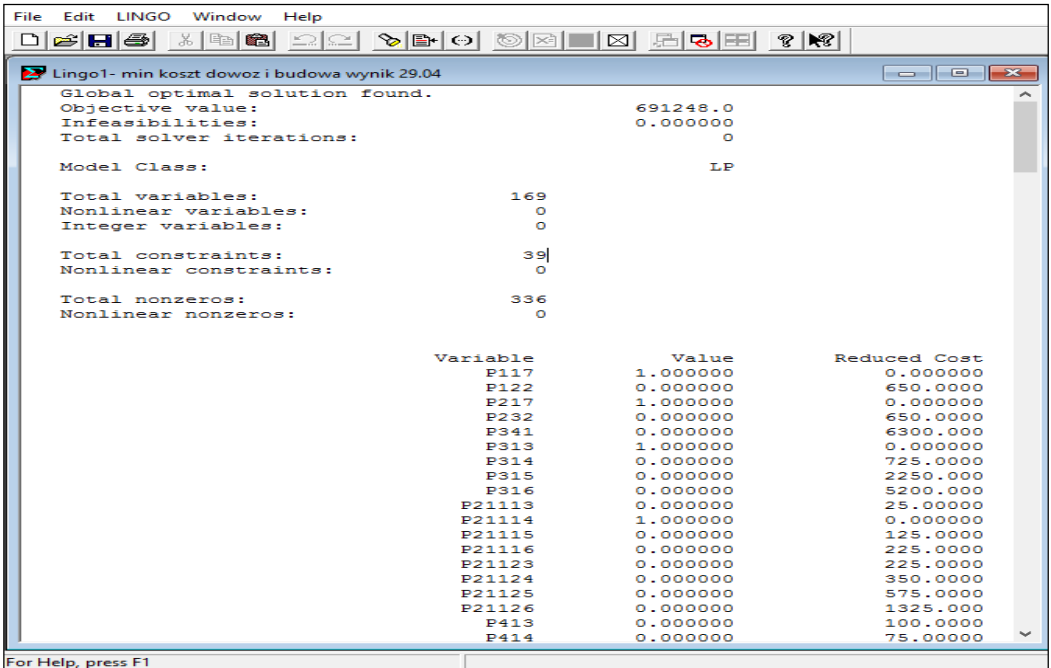 File Edit LINGO Window Help
Lingo1- min koszt dowoz i budowa wynik 29.04
Global optimal solution found.
Objective value: 691248.0
Infeasibilities: 0.000000
Total solver iterations: 0
Model Class: LP
Total variables: 169
Nonlinear variables: 0
Integer variables: 0
Total constraints: 39
Nonlinear constraints: 0
Total nonzeros: 336
Nonlinear nonzeros: 0
Variable Value Reduced Cost
P117 1.000000 0.000000
P122 0.000000 650.0000
P217 1.000000 0.000000
P232 0.000000 650.0000
P341 0.000000 6300.000
P313 1.000000 0.000000
P314 0.000000 725.0000
P315 0.000000 2250.000
P316 0.000000 5200.000
P21113 0.000000 25.00000
P21114 1.000000 0.000000
P21115 0.000000 125.0000
P21116 0.000000 225.0000
P21123 0.000000 225.0000
P21124 0.000000 350.0000
P21125 0.000000 575.0000
P21126 0.000000 1325.000
P413 0.000000 100.0000
P414 0.000000 75.00000
For Help, press F1